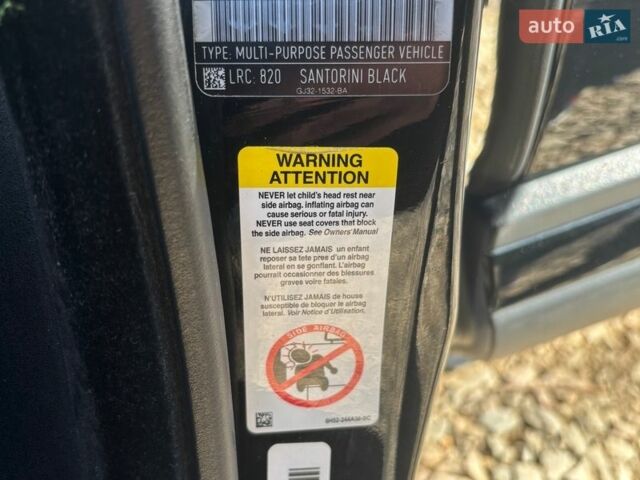 auto RIA
.com
TYPE: MULTI-PURPOSE PASSENGER VEHICLE
LRC: 820 SANTORINI BLACK
GJ32-1532-BA
WARNING
ATTENTION
NEVER let child's head rest near
side airbag. inflating airbag can
cause serious or fatal injury.
NEVER use seat covers that block
the side airbag. See Owners' Manual
NE LAISSEZ JAMAIS un enfant
reposer sa tete pres d'un airbag
lateral en se gonflant. L'airbag
pourrait occasionner des blessures
graves voire fatales.
N'UTILISEZ JAMAIS de house
susceptible de bloquer le airbag
lateral. Voir Notice d'Utilisation.
SIDE AIRBAG